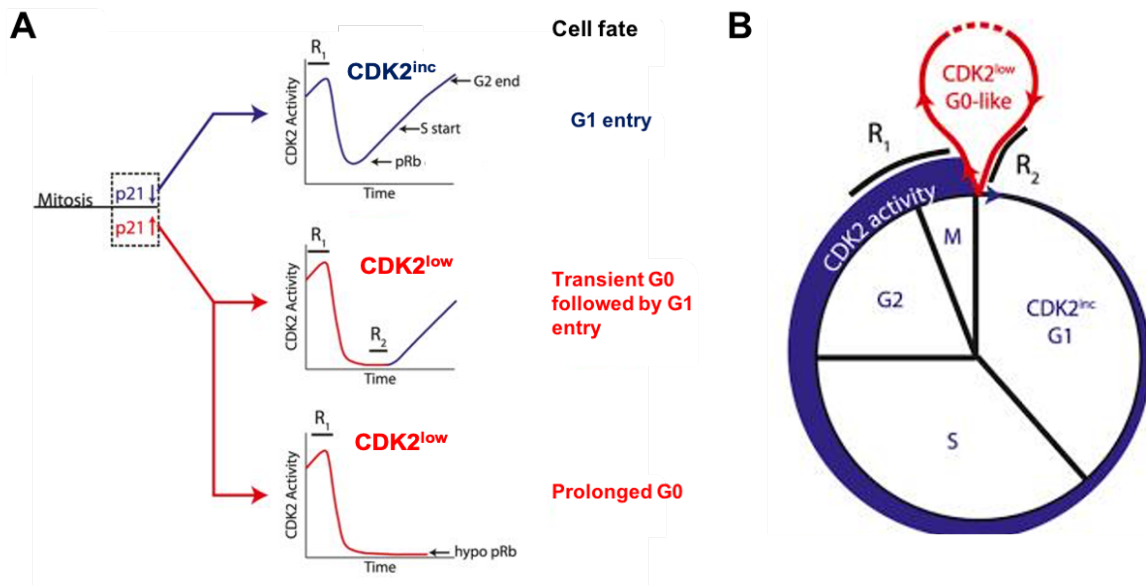 A
Cell fate
B
Mitosis
p21↓
p21↑
R1
CDK2inc
CDK2 Activity
G2 end
S start
pRb
Time
G1 entry
R1
CDK2low
CDK2 Activity
R2
Time
Transient G0
followed by G1
entry
R1
CDK2low
CDK2 Activity
hypo pRb
Time
Prolonged G0
CDK2low
G0-like
R1
R2
CDK2 activity
M
G2
CDK2inc
G1
S